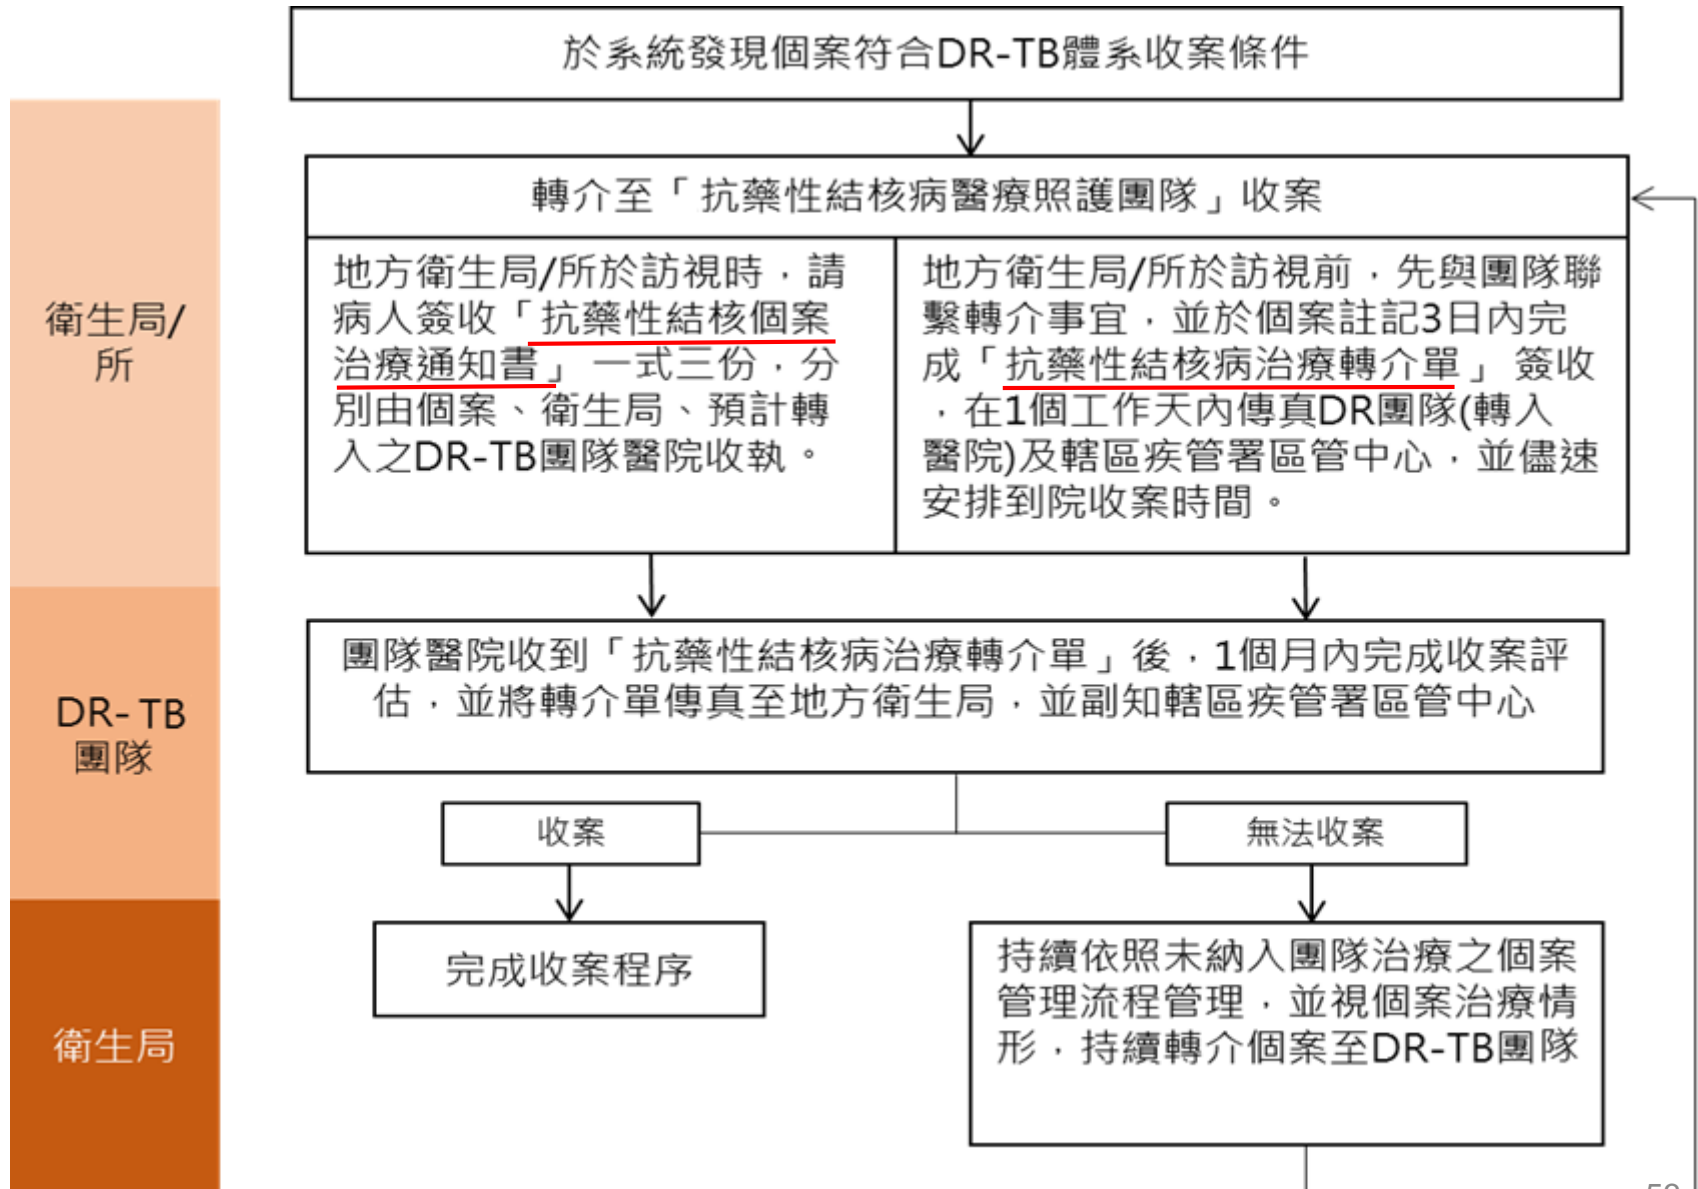 於系統發現個案符合DR-TB體系收案條件
轉介至「抗藥性結核病醫療照護團隊」收案
衛生局/
所
地方衛生局/所於訪視時，請
病人簽收「抗藥性結核個案
治療通知書」 一式三份，分
別由個案、衛生局、預計轉
入之DR-TB團隊醫院收執。
地方衛生局/所於訪視前，先與團隊聯
繫轉介事宜，並於個案註記3日內完
成「抗藥性結核病治療轉介單」 簽收
，在1個工作天內傳真DR團隊(轉入
醫院)及轄區疾管署區管中心，並儘速
安排到院收案時間。
DR- TB
團隊
團隊醫院收到「抗藥性結核病治療轉介單」後，1個月內完成收案評
估，並將轉介單傳真至地方衛生局，並副知轄區疾管署區管中心
收案
無法收案
衛生局
完成收案程序
持續依照未納入團隊治療之個案
管理流程管理，並視個案治療情
形，持續轉介個案至DR-TB團隊